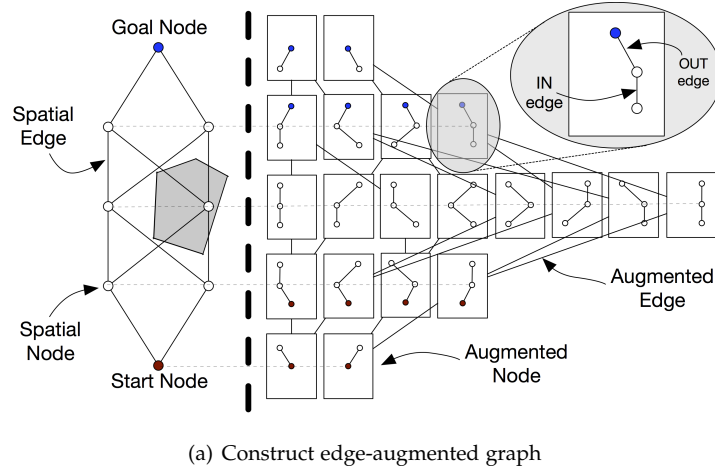 Goal Node
Spatial
Edge
Spatial
Node
Start Node
IN
edge
OUT
edge
Augmented
Edge
Augmented
Node
(a) Construct edge-augmented graph